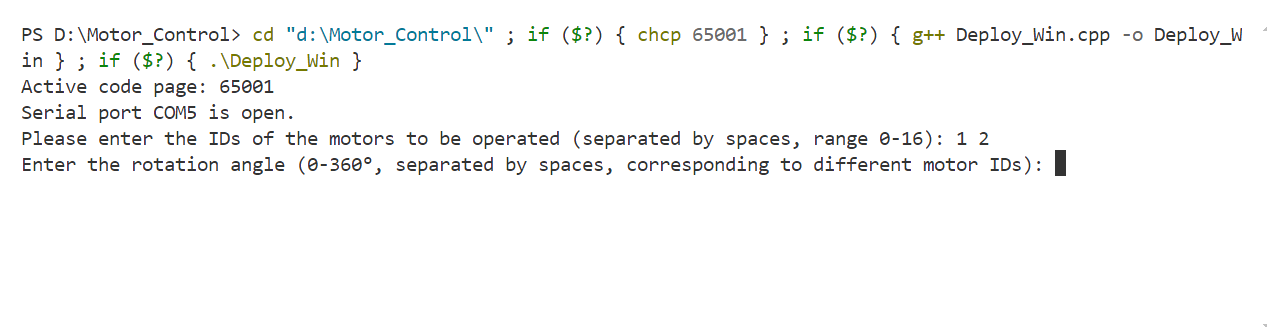 PS D:\Motor_Control> cd "d:\Motor_Control\" ; if ($?) { chcp 65001 } ; if ($?) { g++ Deploy_Win.cpp -o Deploy_W
in } ; if ($?) { .\Deploy_Win }
Active code page: 65001
Serial port COM5 is open.
Please enter the IDs of the motors to be operated (separated by spaces, range 0-16): 1 2
Enter the rotation angle (0-360°, separated by spaces, corresponding to different motor IDs):